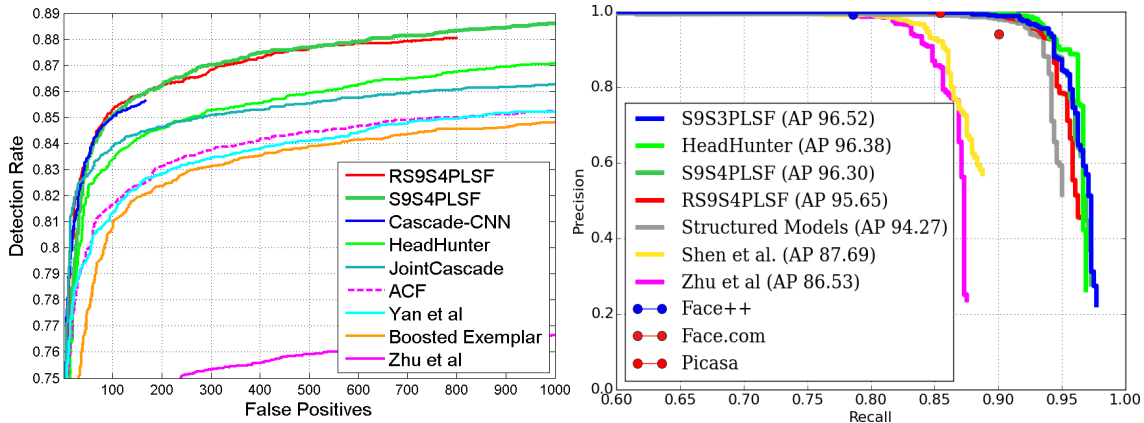 0.89
0.88
0.87
0.86
0.85
0.84
0.83
0.82
0.81
0.8
0.79
0.78
0.77
0.76
0.75
Detection Rate
RS9S4PLSF
S9S4PLSF
Cascade-CNN
HeadHunter
JointCascade
ACF
Yan et al
Boosted Exemplar
Zhu et al
100 200 300 400 500 600 700 800 900 1000
False Positives
1.0
0.8
0.6
0.4
0.2
0.0
Precision
S9S3PLSF (AP 96.52)
HeadHunter (AP 96.38)
S9S4PLSF (AP 96.30)
RS9S4PLSF (AP 95.65)
Structured Models (AP 94.27)
Shen et al. (AP 87.69)
Zhu et al (AP 86.53)
Face++
Face.com
Picasa
0.60 0.65 0.70 0.75 0.80 0.85 0.90 0.95 1.00
Recall